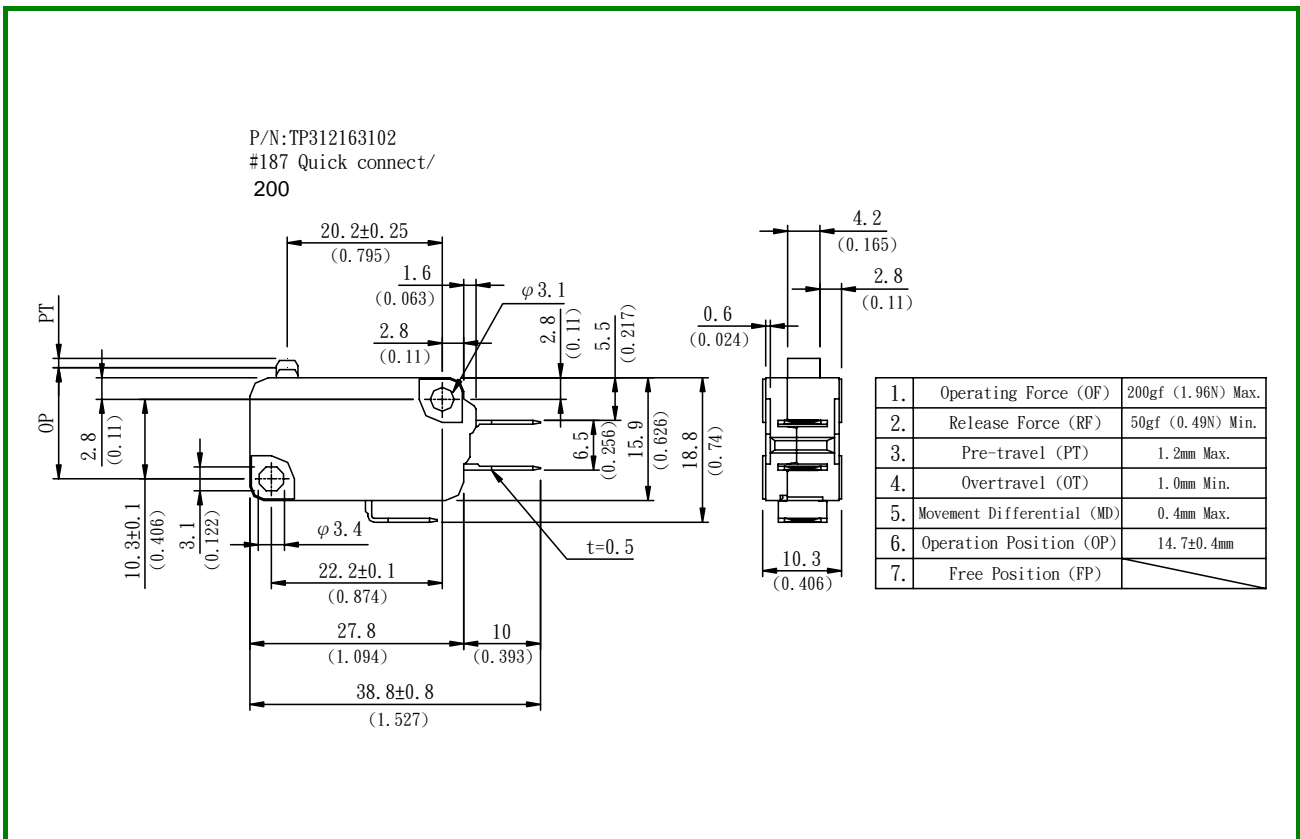 P/N:TP312163102
#187 Quick connect/
200
20.2±0.25
(0.795)
1.6
(0.063)
φ3.1
2.8
(0.11)
2.8
(0.11)
5.5
(0.217)
PT
OP
2.8
(0.11)
10.3±0.1
(0.406)
3.1
(0.122)
φ3.4
6.5
(0.256)
15.9
(0.626)
18.8
(0.74)
t=0.5
22.2±0.1
(0.874)
27.8
(1.094)
10
(0.393)
38.8±0.8
(1.527)
4.2
(0.165)
2.8
(0.11)
0.6
(0.024)
10.3
(0.406)
1. Operating Force (OF) 200gf (1.96N) Max.
2. Release Force (RF) 50gf (0.49N) Min.
3. Pre-travel (PT) 1.2mm Max.
4. Overtravel (OT) 1.0mm Min.
5. Movement Differential (MD) 0.4mm Max.
6. Operation Position (OP) 14.7±0.4mm
7. Free Position (FP)